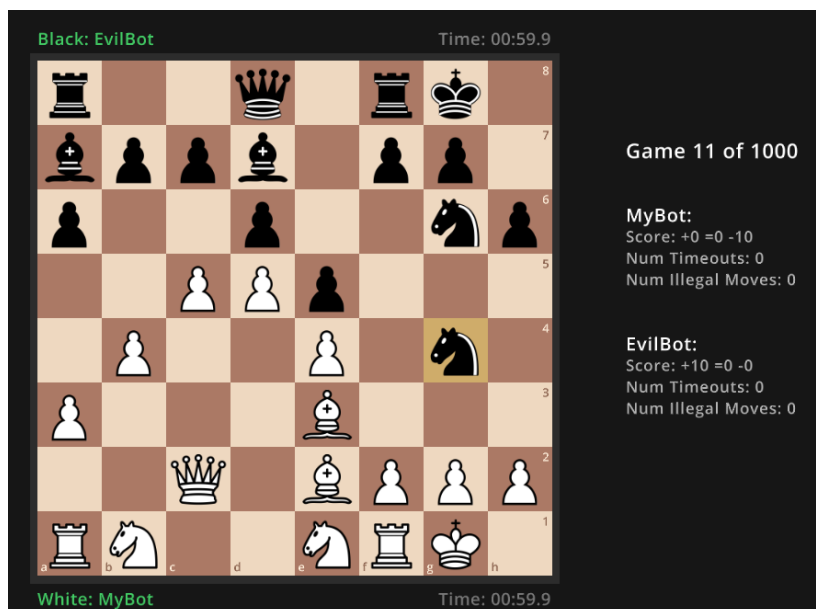 Black: EvilBot
Time: 00:59.9
8
7
Game 11 of 1000
6
MyBot:
Score: +0 =0 -10
Num Timeouts: 0
5
Num Illegal Moves: 0
4
EvilBot:
Score: +10 =0 -0
Num Timeouts: 0
3
Num Illegal Moves: 0
2
1
a b c d e f g h
White: MyBot
Time: 00:59.9